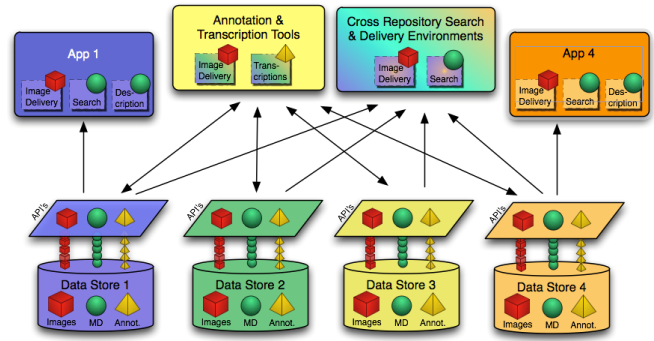 App 1
Image
Delivery
Search
Des-
cription
Annotation &
Transcription Tools
Image
Delivery
Trans-
criptions
Cross Repository Search
& Delivery Environments
Image
Delivery
Search
App 4
Image
Delivery
Search
Des-
cription
API's
API's
API's
API's
Data Store 1
Images MD Annot.
Data Store 2
Images MD Annot.
Data Store 3
Images MD Annot.
Data Store 4
Images MD Annot.